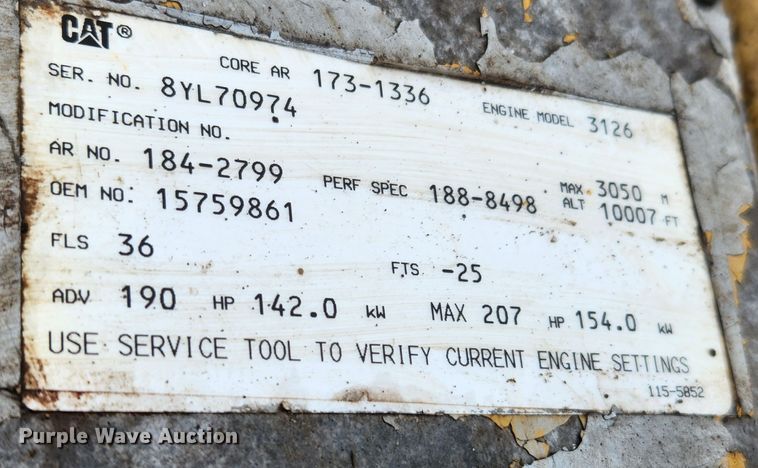 CAT®
CORE AR 173-1336
SER. NO. 8YL70974
ENGINE MODEL 3126
MODIFICATION NO.
AR NO. 184-2799
PERF SPEC 188-8498
MAX ALT 3050 M
10007 FT
OEM NO. 15759861
FLS 36
FTS -25
ADV 190 HP 142.0 kW MAX 207 HP 154.0 kW
USE SERVICE TOOL TO VERIFY CURRENT ENGINE SETTINGS
115-5852
Purple Wave Auction